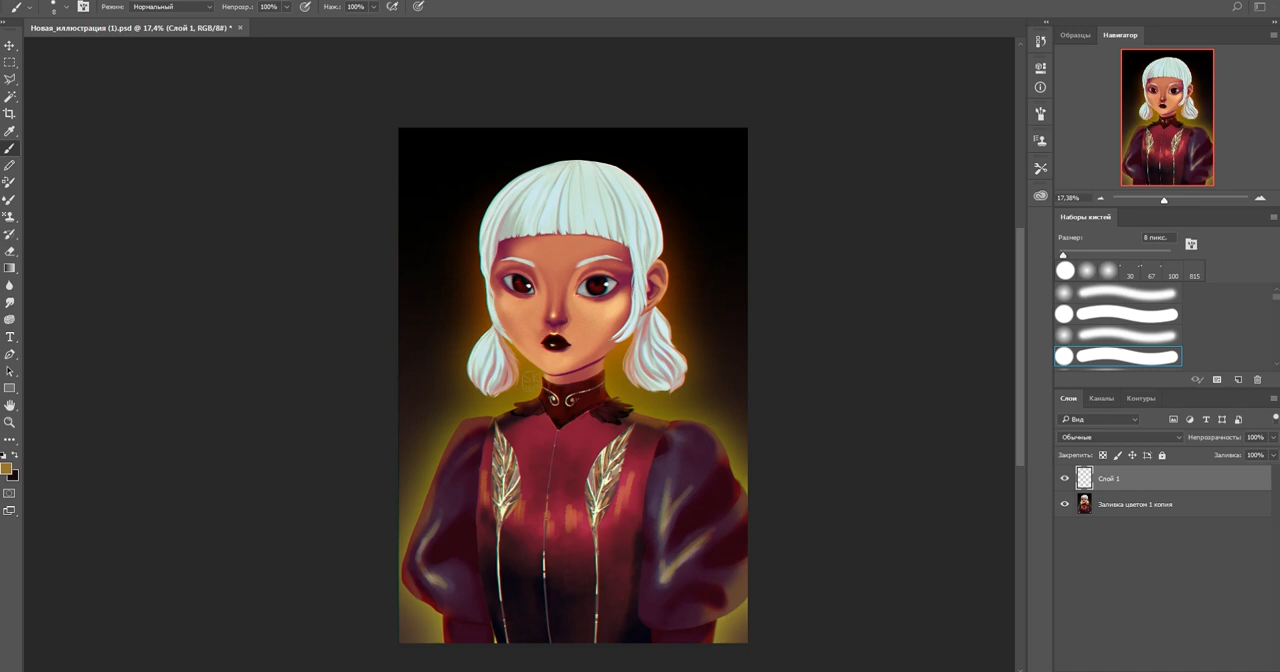 Режим: Нормальный Непрозр.: 100% Наж.: 100%
Новая_иллюстрация (1).psd @ 17,4% (Слой 1, RGB/8#) * ×
Образцы Навигатор
17,38%
Наборы кистей
Размер: 8 пикс.
30 67 100 815
Слои Каналы Контуры
Вид
Обычные Непрозрачность: 100%
Закрепить: Заливка: 100%
Слой 1
Заливка цветом 1 копия